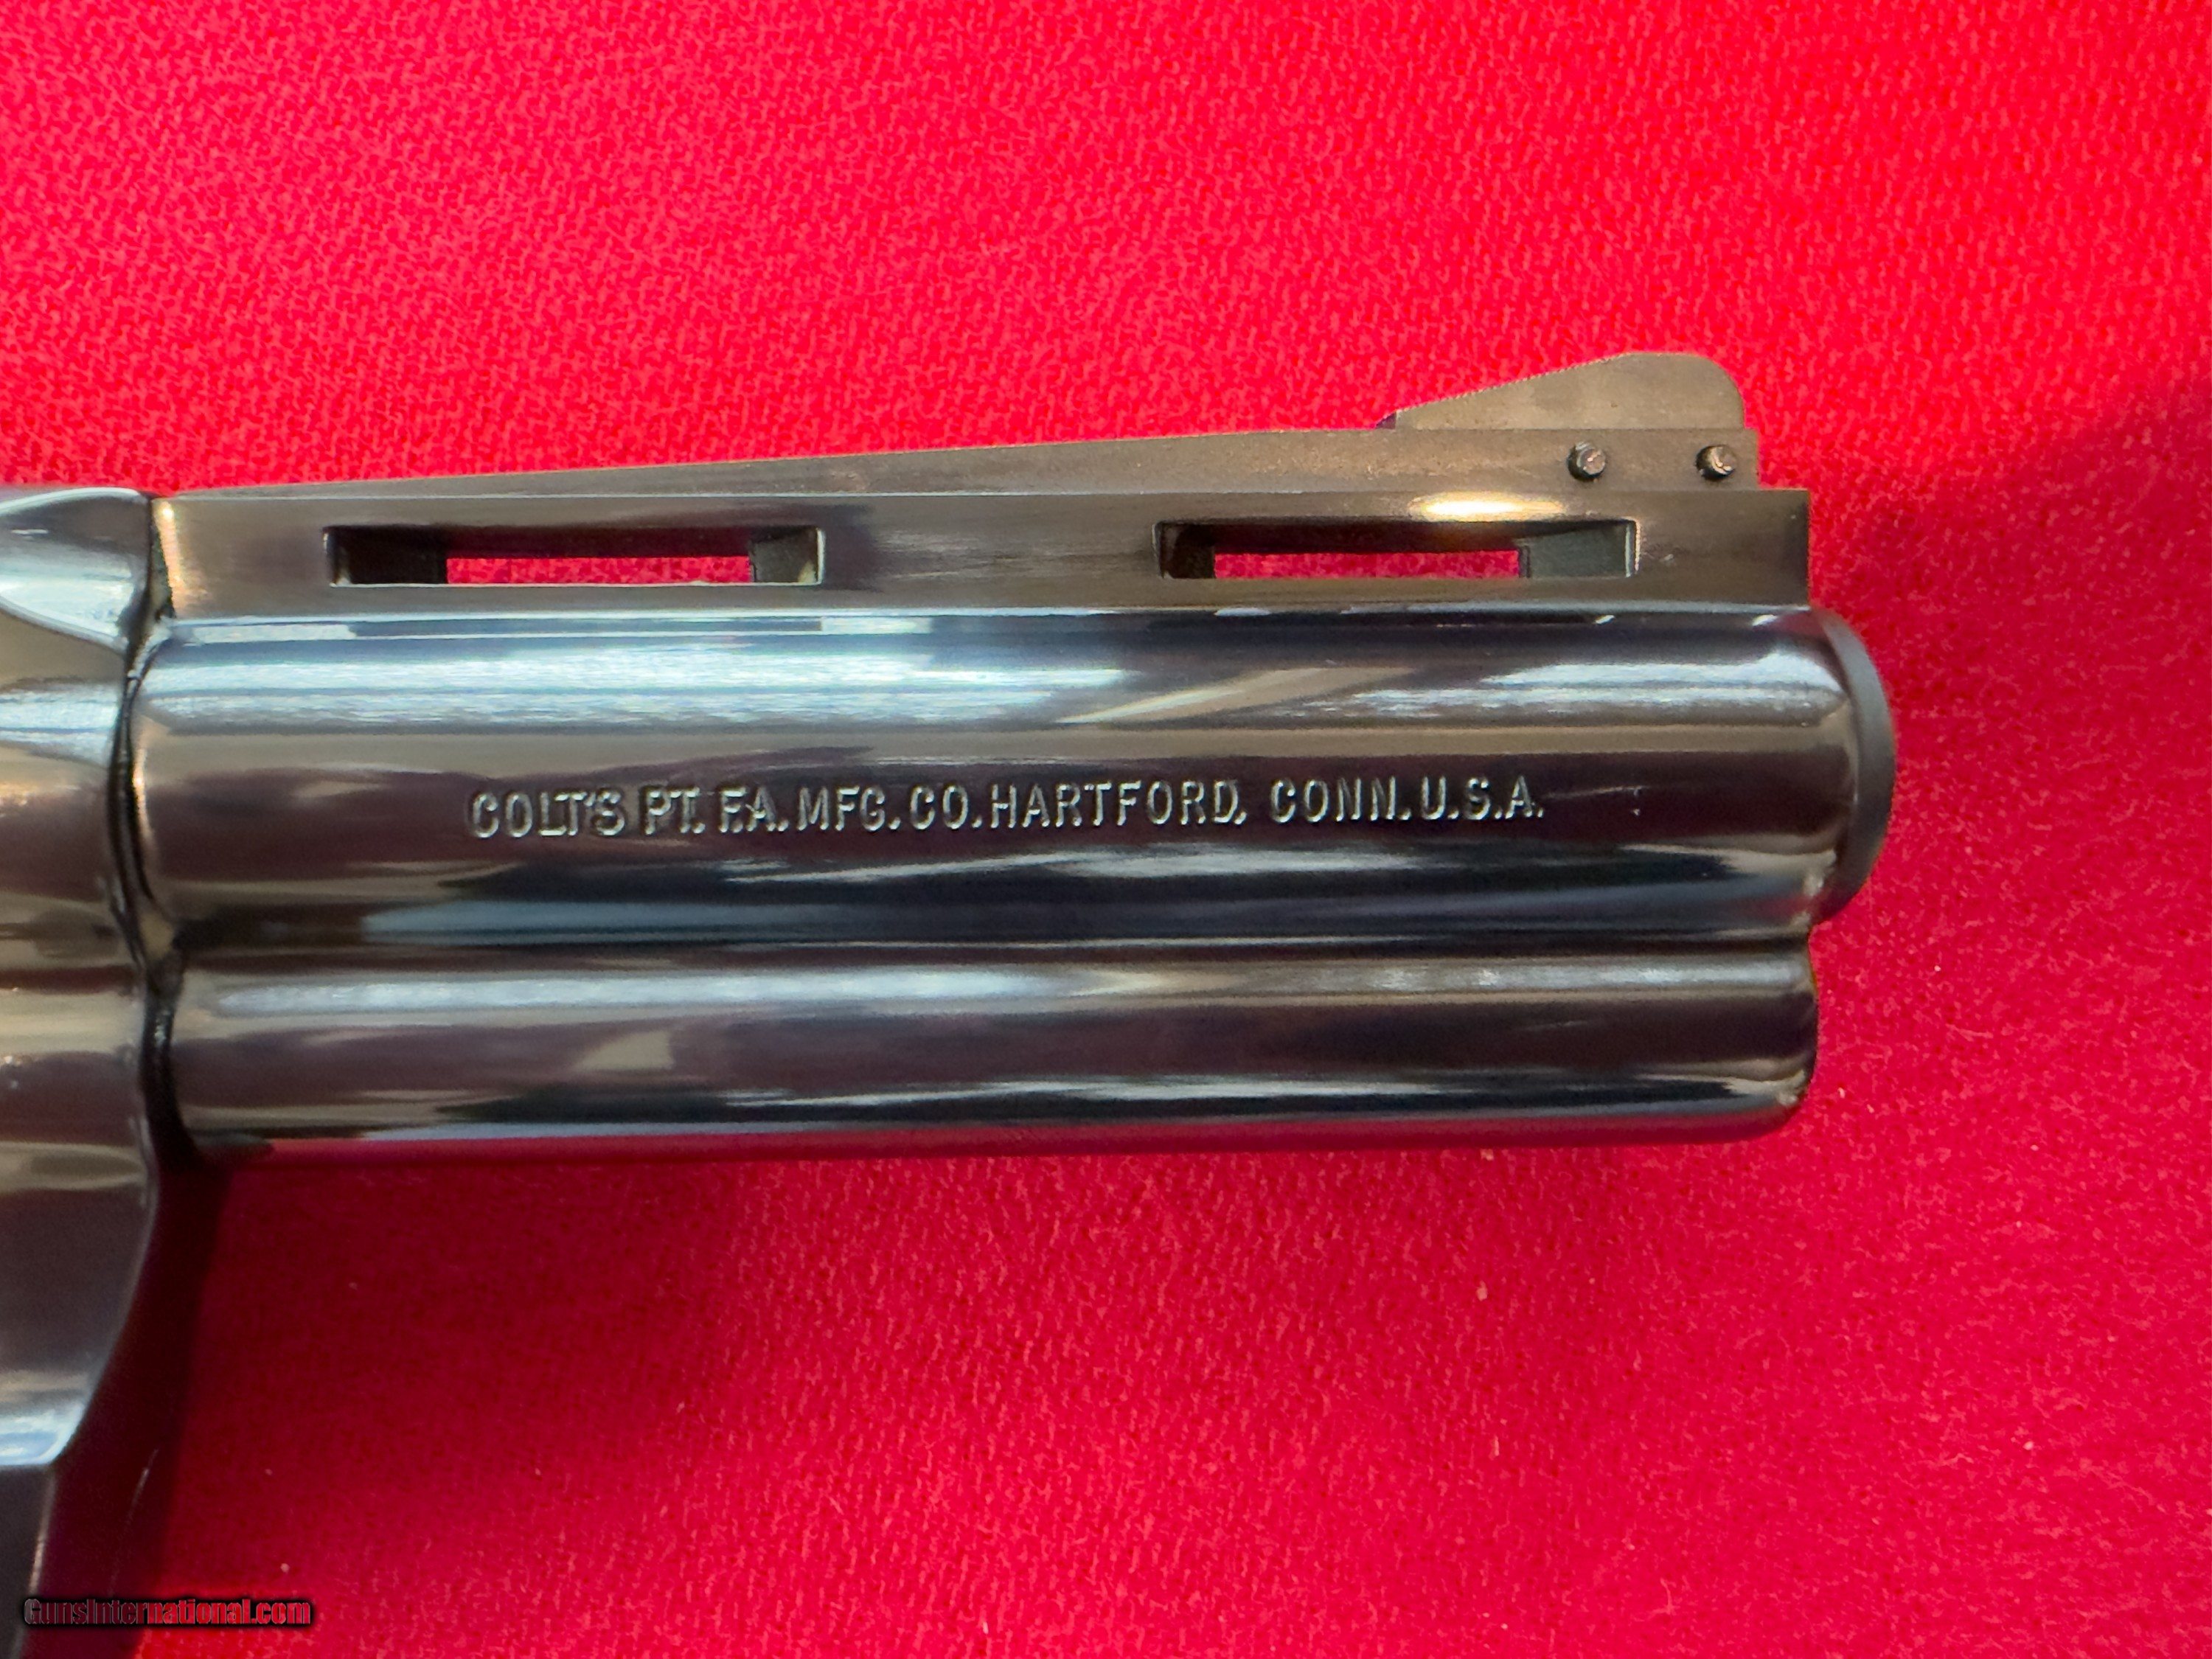 COLT'S PT. F.A. MFG. CO. HARTFORD, CONN. U.S.A.
GunsInternational.com